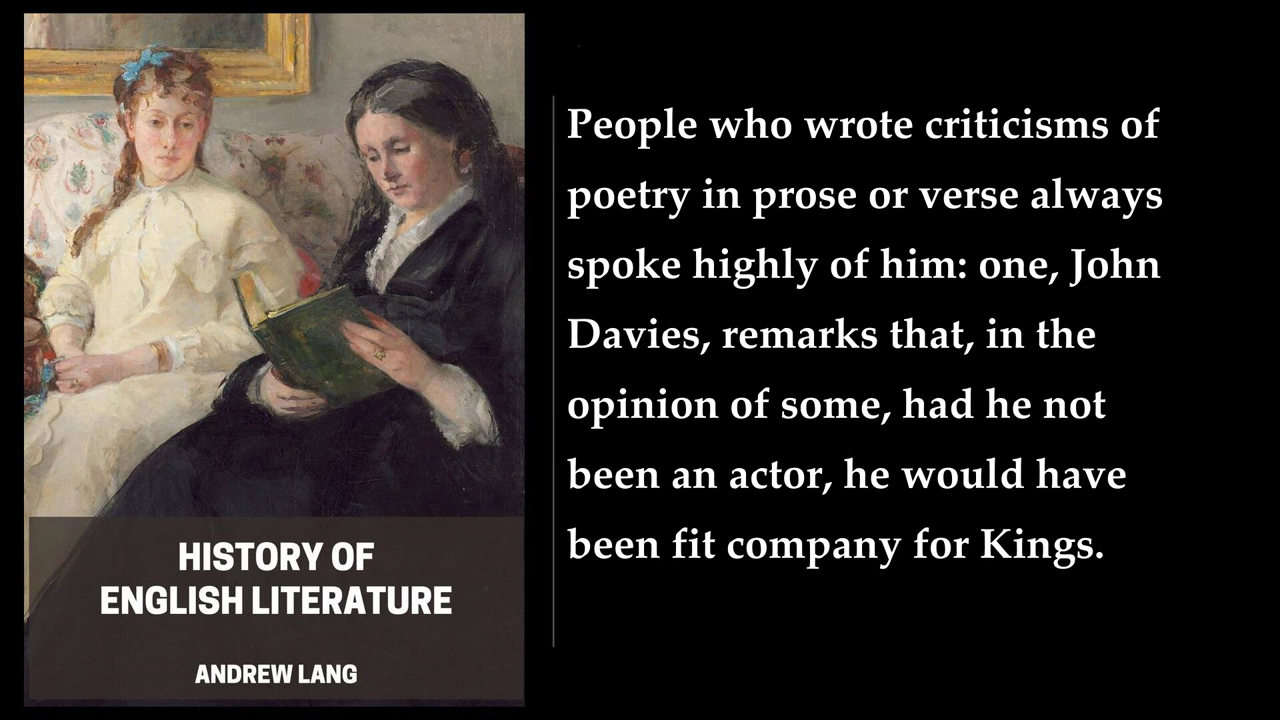 HISTORY OF
ENGLISH LITERATURE
ANDREW LANG
People who wrote criticisms of
poetry in prose or verse always
spoke highly of him: one, John
Davies, remarks that, in the
opinion of some, had he not
been an actor, he would have
been fit company for Kings.